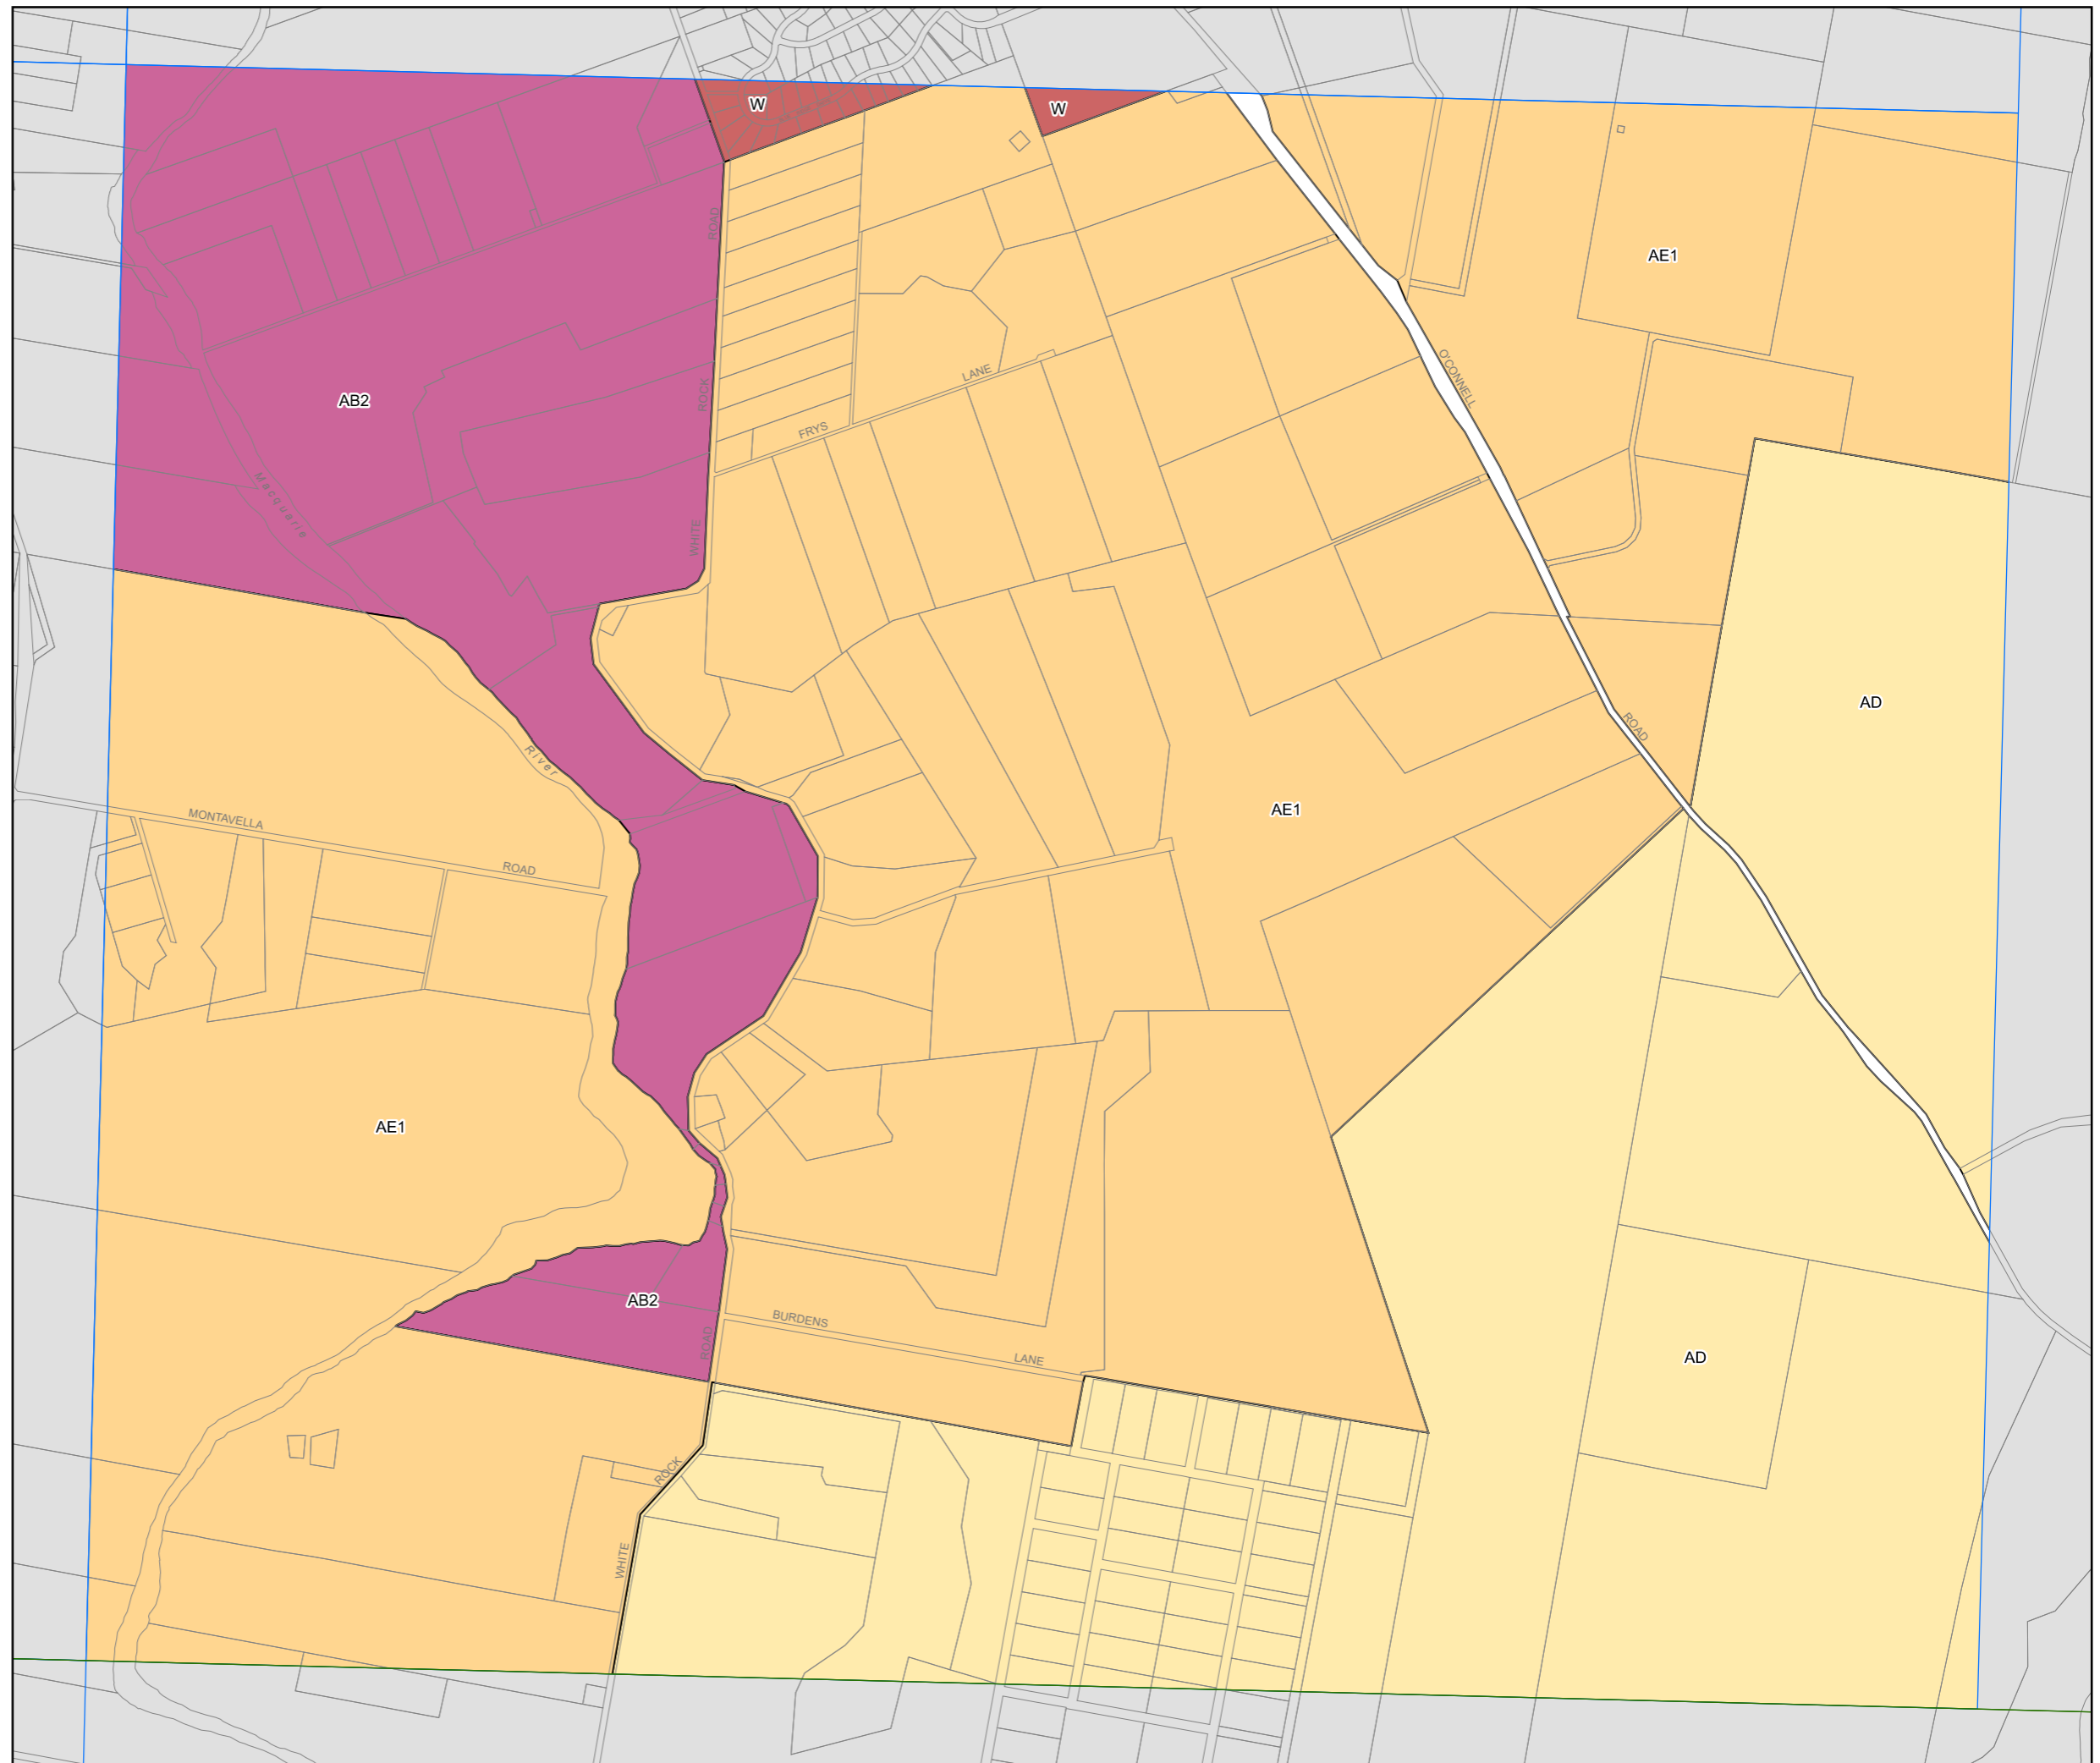 W
W
ROAD
AE1
O'CONNELL
LANE
ROCK
AB2
FRYS
Macquarie
WHITE
AD
ROAD
River
AE1
MONTAVELLA
ROAD
AE1
AB2
BURDENS
ROAD
LANE
AD
ROCK
WHITE